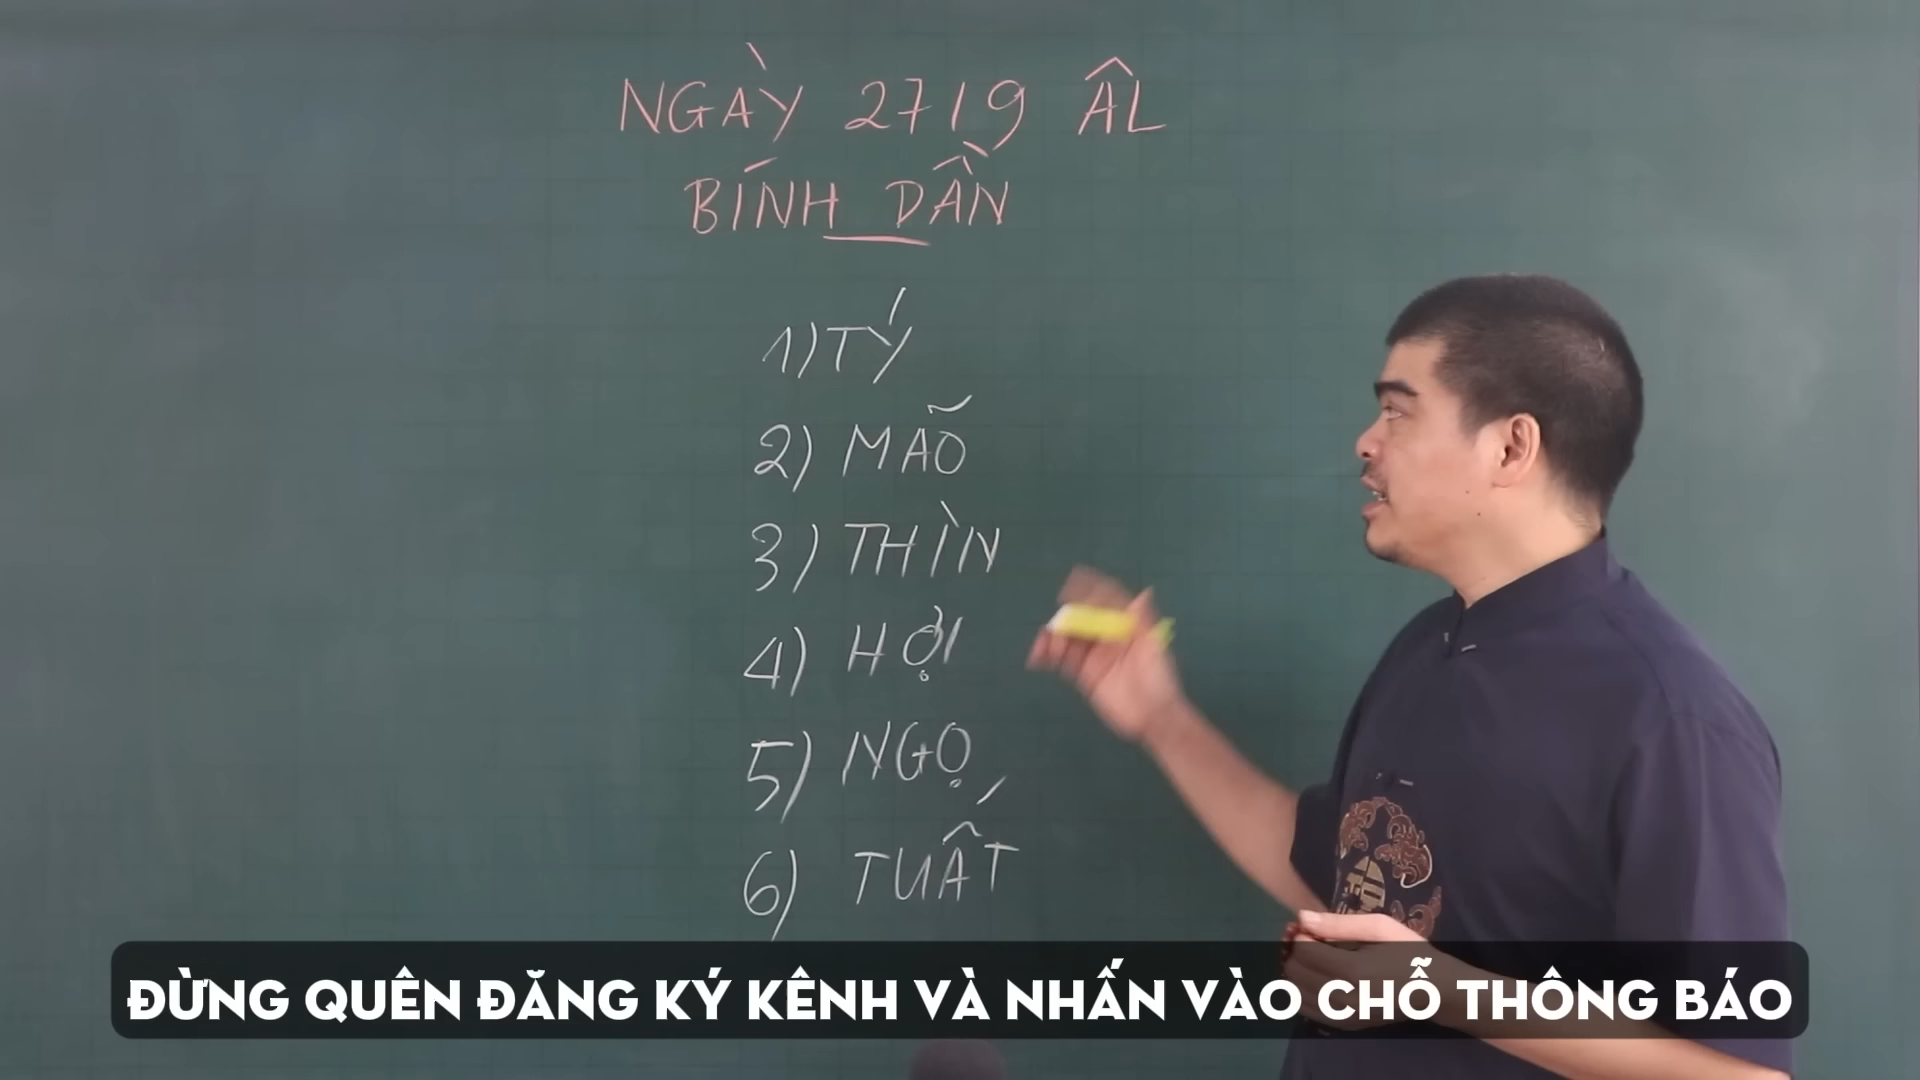 NGÀY 27/9 ÂL
BÍNH DẦN
1) TÝ
2) MÃO
3) THÌN
4) HỢI
5) NGỌ
6) TUẤT
ĐỪNG QUÊN ĐĂNG KÝ KÊNH VÀ NHẤN VÀO CHỖ THÔNG BÁO